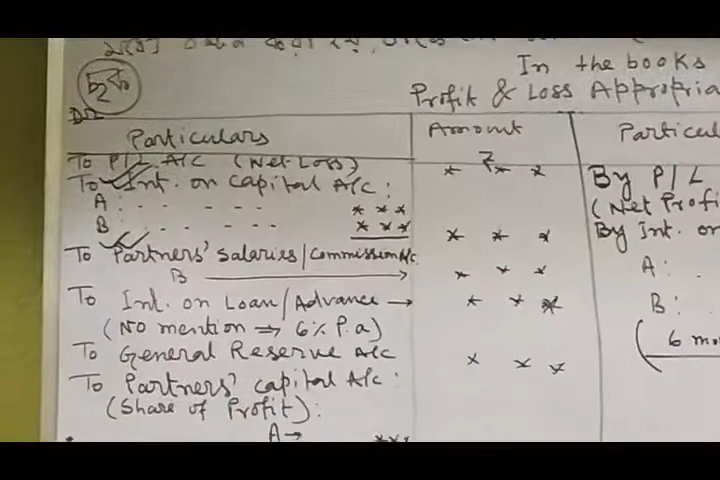 In the books
ছক
Profit & Loss Appropria
Dr.
Particulars Amount Particul
₹
To P/L A/c (Net Loss) * * * By P/L
To Int. on Capital A/c: (Net Profi
A: - - - - - * * * By Int. on
B - - - - - * * * * * *
To Partners' Salaries/Commission A/c A:
B → * * *
To Int. on Loan/Advance → * * * B:
(No mention ⇒ 6% P.a) (6 mo
To General Reserve A/c * * *
To Partners' Capital A/c:
(Share of Profit):
A→ ***